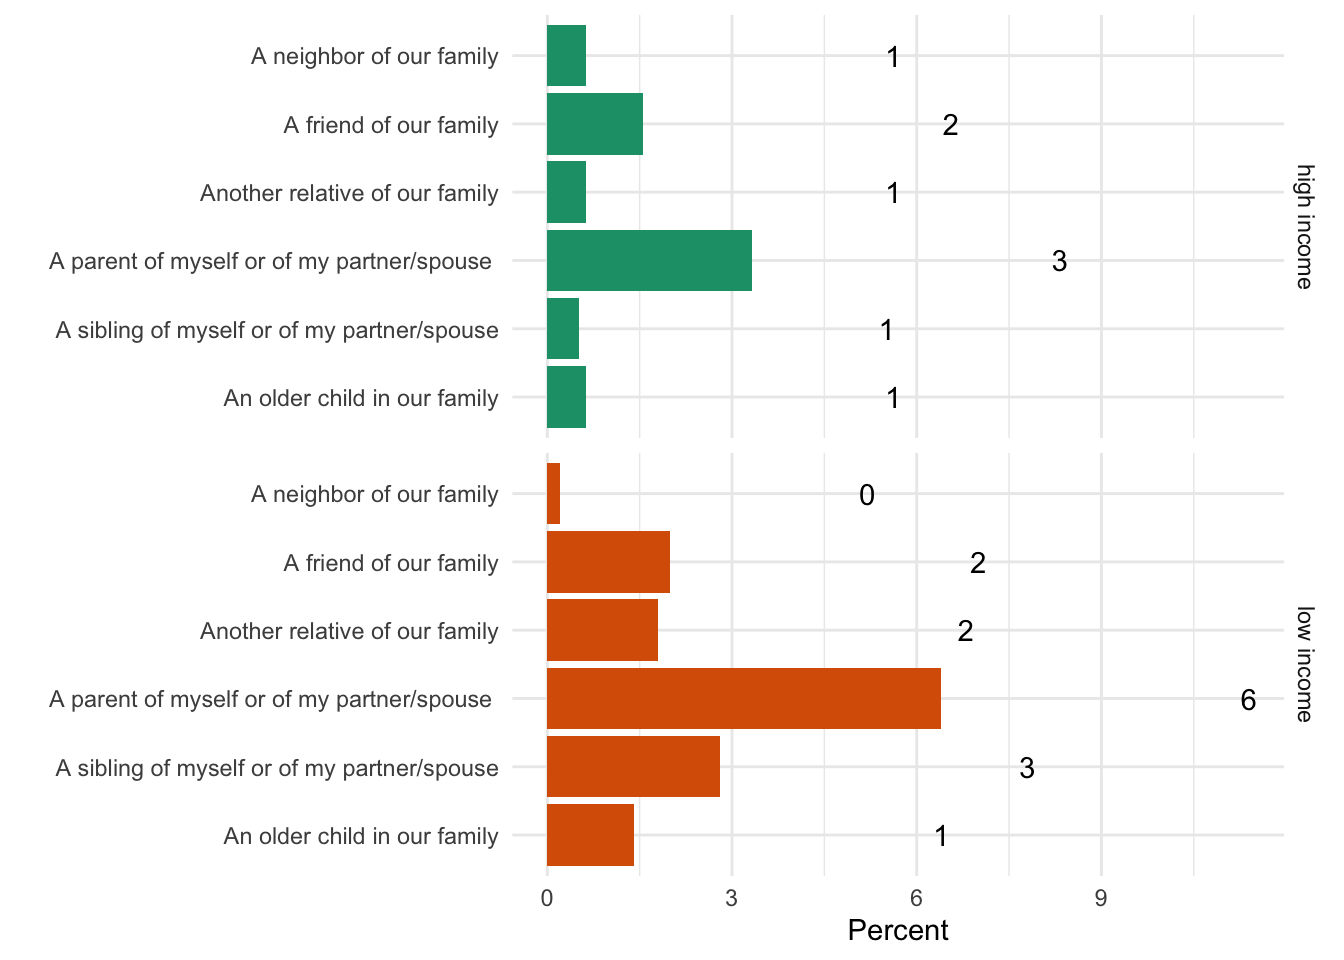 A neighbor of our family 1
A friend of our family 2
Another relative of our family 1
A parent of myself or of my partner/spouse 3
A sibling of myself or of my partner/spouse 1
An older child in our family 1
high income
A neighbor of our family 0
A friend of our family 2
Another relative of our family 2
A parent of myself or of my partner/spouse 6
A sibling of myself or of my partner/spouse 3
An older child in our family 1
low income
0 3 6 9
Percent